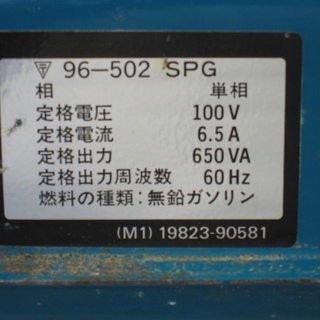 〒 96-502 SPG
相 単相
定格電圧 100V
定格電流 6.5A
定格出力 650VA
定格出力周波数 60Hz
燃料の種類:無鉛ガソリン
(M1) 19823-90581